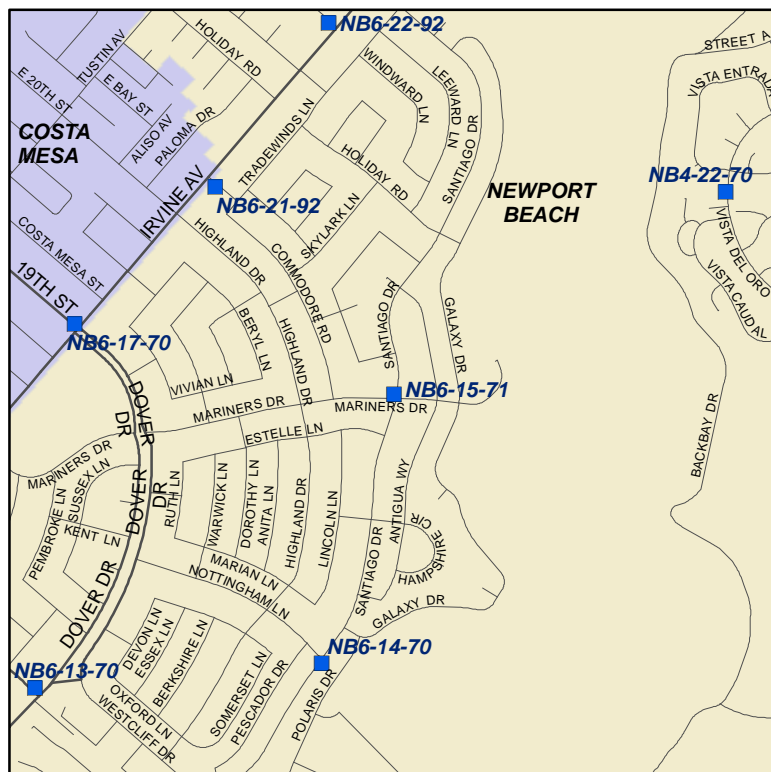 NB6-22-92
HOLIDAY RD
TUSTIN AV
E 20TH ST
E BAY ST
ALISO AV
PALOMA DR
COSTA
MESA
IRVINE AV
TRADEWINDS LN
WINDWARD LN
LEEWARD LN
SANTIAGO DR
HOLIDAY RD
STREET A
VISTA ENTRADA
NB4-22-70
NEWPORT
BEACH
NB6-21-92
SKYLARK LN
COSTA MESA ST
HIGHLAND DR
COMMODORE RD
VISTA DEL ORO
VISTA CAUDAL
19TH ST
NB6-17-70
BERYL LN
HIGHLAND DR
SANTIAGO DR
GALAXY DR
VIVIAN LN
DOVER
DR
NB6-15-71
MARINERS DR
MARINERS DR
ESTELLE LN
BACKBAY DR
MARINERS DR
SUSSEX LN
PEMBROKE LN
KENT LN
DOVER
DR
RUTH LN
WARWICK LN
DOROTHY LN
ANITA LN
HIGHLAND DR
LINCOLN LN
SANTIAGO DR
ANTIGUA WY
HAMPSHIRE CIR
MARIAN LN
NOTTINGHAM LN
GALAXY DR
DOVER DR
DEVON LN
ESSEX LN
BERKSHIRE LN
NB6-14-70
NB6-13-70
SOMERSET LN
PESCADOR DR
POLARIS DR
OXFORD LN
WESTCLIFF DR